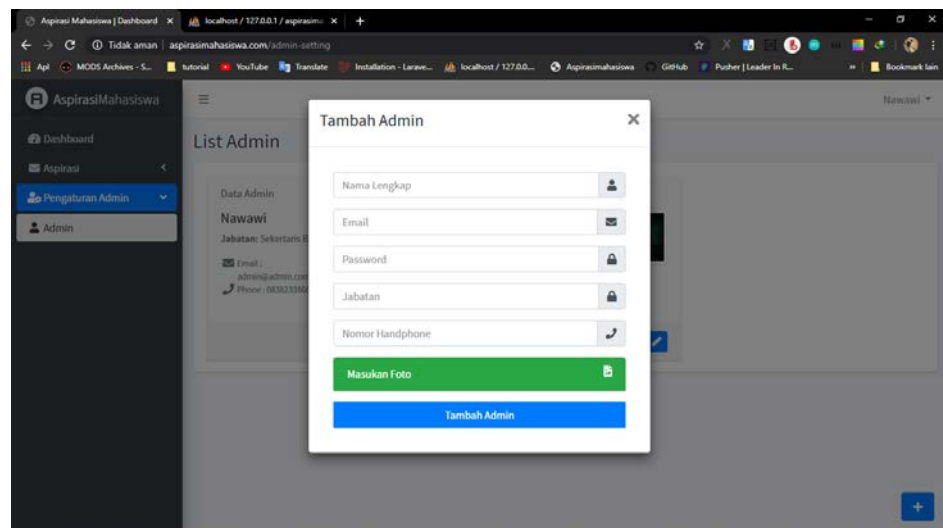 Aspirasi Mahasiswa | Dashboard
localhost / 127.0.0.1 / aspirasima
Tidak aman
aspirasimahasiswa.com/admin-setting
Apl
MODS Archives - S...
tutorial
YouTube
Translate
Installation - Larave...
localhost / 127.0.0....
Aspirasimahasiswa
GitHub
Pusher | Leader In R...
Bookmark lain
AspirasiMahasiswa
Nawawi
Dashboard
Aspirasi
Pengaturan Admin
Admin
List Admin
Data Admin
Nawawi
Jabatan: Sekertaris
Email :
admin@admin.com
Phone :
Tambah Admin
Nama Lengkap
Email
Password
Jabatan
Nomor Handphone
Masukan Foto
Tambah Admin